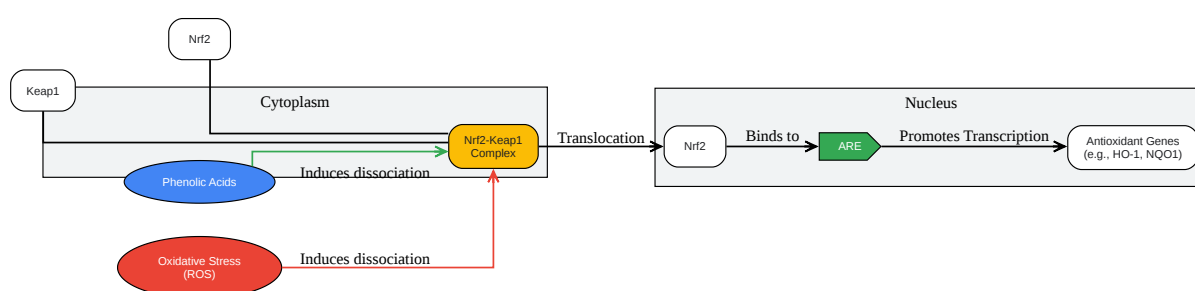 Nrf2
Keap1
Cytoplasm
Nucleus
Nrf2-Keap1
Complex
Translocation
Nrf2
Binds to
ARE
Promotes Transcription
Antioxidant Genes
(e.g., HO-1, NQO1)
Phenolic Acids
Induces dissociation
Oxidative Stress
(ROS)
Induces dissociation